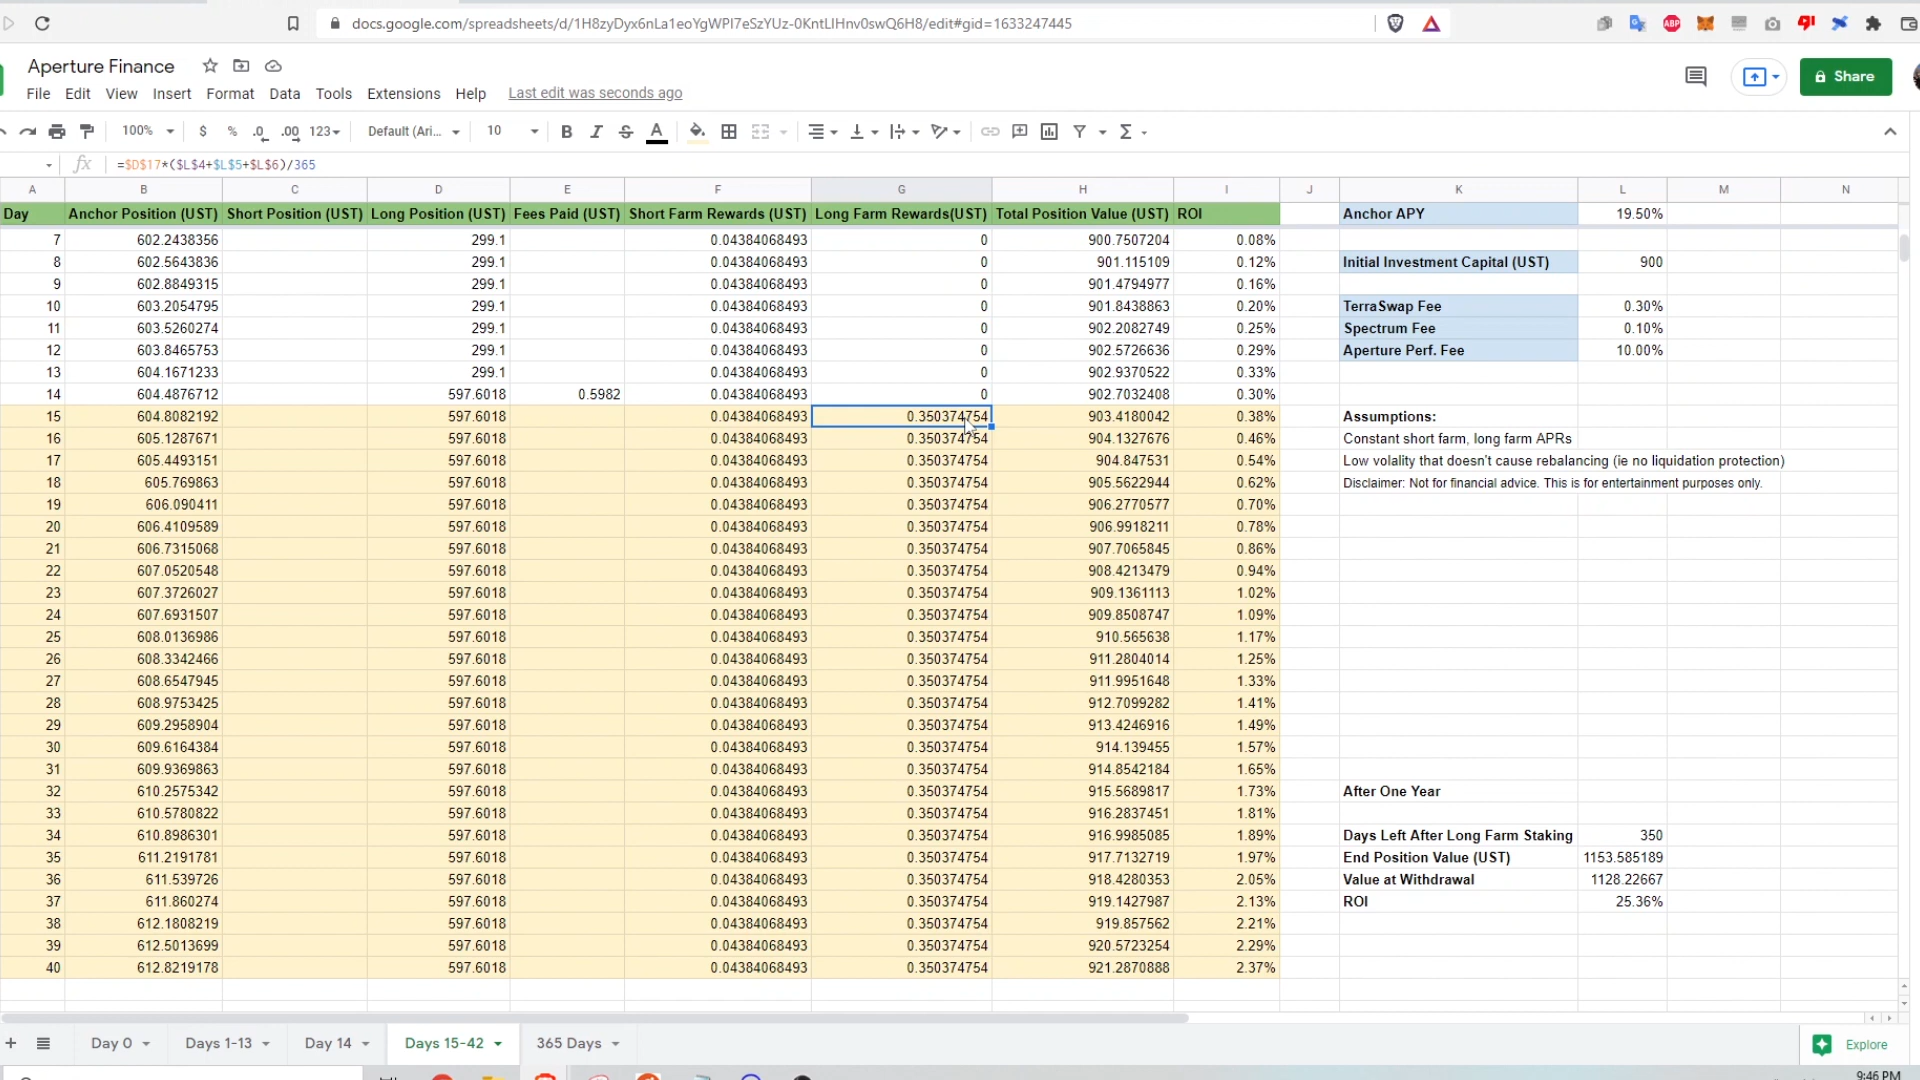 docs.google.com/spreadsheets/d/1H8zyDyx6nLa1eoYgWPI7eSzYUz-0KntLIHnv0swQ6H8/edit#gid=1633247445
ABP
Aperture Finance
Share
File Edit View Insert Format Data Tools Extensions Help Last edit was seconds ago
100% $ % .0 .00 123 Default (Ari... 10 B I S A Σ
fx =$D$17*($L$4+$L$5+$L$6)/365
A B C D E F G H I J K L M N
Day Anchor Position (UST) Short Position (UST) Long Position (UST) Fees Paid (UST) Short Farm Rewards (UST) Long Farm Rewards(UST) Total Position Value (UST) ROI Anchor APY 19.50%
7 602.2438356 299.1 0.04384068493 0 900.7507204 0.08%
8 602.5643836 299.1 0.04384068493 0 901.115109 0.12% Initial Investment Capital (UST) 900
9 602.8849315 299.1 0.04384068493 0 901.4794977 0.16%
10 603.2054795 299.1 0.04384068493 0 901.8438863 0.20% TerraSwap Fee 0.30%
11 603.5260274 299.1 0.04384068493 0 902.2082749 0.25% Spectrum Fee 0.10%
12 603.8465753 299.1 0.04384068493 0 902.5726636 0.29% Aperture Perf. Fee 10.00%
13 604.1671233 299.1 0.04384068493 0 902.9370522 0.33%
14 604.4876712 597.6018 0.5982 0.04384068493 0 902.7032408 0.30%
15 604.8082192 597.6018 0.04384068493 0.350374754 903.4180042 0.38% Assumptions:
16 605.1287671 597.6018 0.04384068493 0.350374754 904.1327676 0.46% Constant short farm, long farm APRs
17 605.4493151 597.6018 0.04384068493 0.350374754 904.847531 0.54% Low volality that doesn't cause rebalancing (ie no liquidation protection)
18 605.769863 597.6018 0.04384068493 0.350374754 905.5622944 0.62% Disclaimer: Not for financial advice. This is for entertainment purposes only.
19 606.090411 597.6018 0.04384068493 0.350374754 906.2770577 0.70%
20 606.4109589 597.6018 0.04384068493 0.350374754 906.9918211 0.78%
21 606.7315068 597.6018 0.04384068493 0.350374754 907.7065845 0.86%
22 607.0520548 597.6018 0.04384068493 0.350374754 908.4213479 0.94%
23 607.3726027 597.6018 0.04384068493 0.350374754 909.1361113 1.02%
24 607.6931507 597.6018 0.04384068493 0.350374754 909.8508747 1.09%
25 608.0136986 597.6018 0.04384068493 0.350374754 910.565638 1.17%
26 608.3342466 597.6018 0.04384068493 0.350374754 911.2804014 1.25%
27 608.6547945 597.6018 0.04384068493 0.350374754 911.9951648 1.33%
28 608.9753425 597.6018 0.04384068493 0.350374754 912.7099282 1.41%
29 609.2958904 597.6018 0.04384068493 0.350374754 913.4246916 1.49%
30 609.6164384 597.6018 0.04384068493 0.350374754 914.139455 1.57%
31 609.9369863 597.6018 0.04384068493 0.350374754 914.8542184 1.65%
32 610.2575342 597.6018 0.04384068493 0.350374754 915.5689817 1.73% After One Year
33 610.5780822 597.6018 0.04384068493 0.350374754 916.2837451 1.81%
34 610.8986301 597.6018 0.04384068493 0.350374754 916.9985085 1.89% Days Left After Long Farm Staking 350
35 611.2191781 597.6018 0.04384068493 0.350374754 917.7132719 1.97% End Position Value (UST) 1153.585189
36 611.539726 597.6018 0.04384068493 0.350374754 918.4280353 2.05% Value at Withdrawal 1128.22667
37 611.860274 597.6018 0.04384068493 0.350374754 919.1427987 2.13% ROI 25.36%
38 612.1808219 597.6018 0.04384068493 0.350374754 919.857562 2.21%
39 612.5013699 597.6018 0.04384068493 0.350374754 920.5723254 2.29%
40 612.8219178 597.6018 0.04384068493 0.350374754 921.2870888 2.37%
+ Day 0 Days 1-13 Day 14 Days 15-42 365 Days Explore
9:46 PM